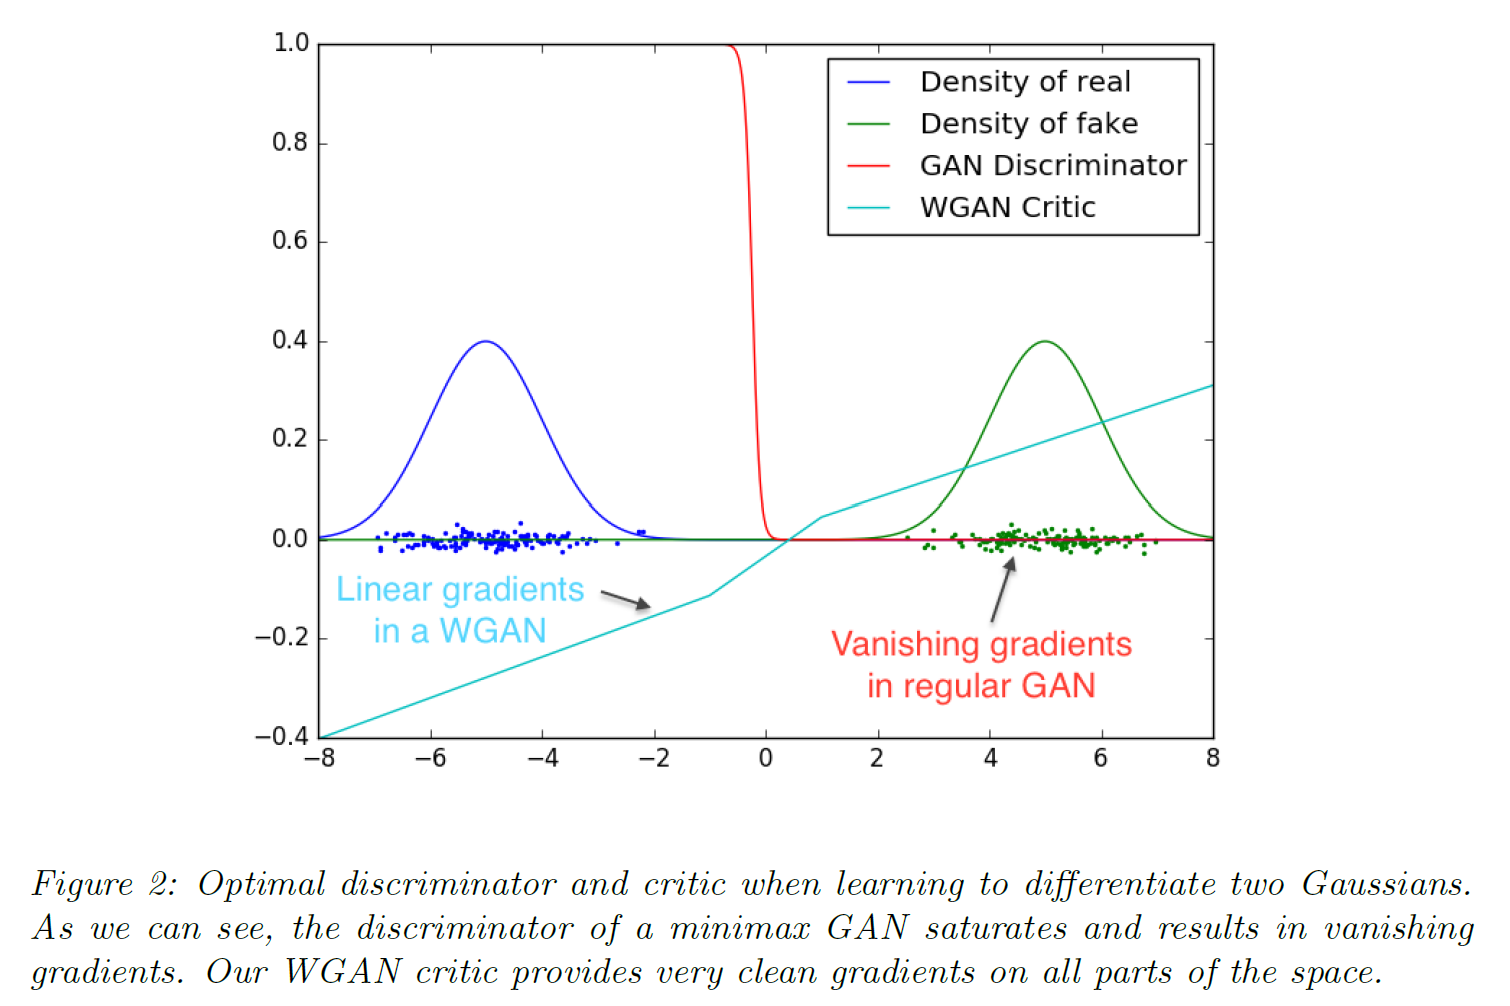 1.0
0.8
0.6
0.4
0.2
0.0
−0.2
−0.4
−8 −6 −4 −2 0 2 4 6 8
Density of real
Density of fake
GAN Discriminator
WGAN Critic
Linear gradients
in a WGAN
Vanishing gradients
in regular GAN
Figure 2: Optimal discriminator and critic when learning to differentiate two Gaussians.
As we can see, the discriminator of a minimax GAN saturates and results in vanishing
gradients. Our WGAN critic provides very clean gradients on all parts of the space.